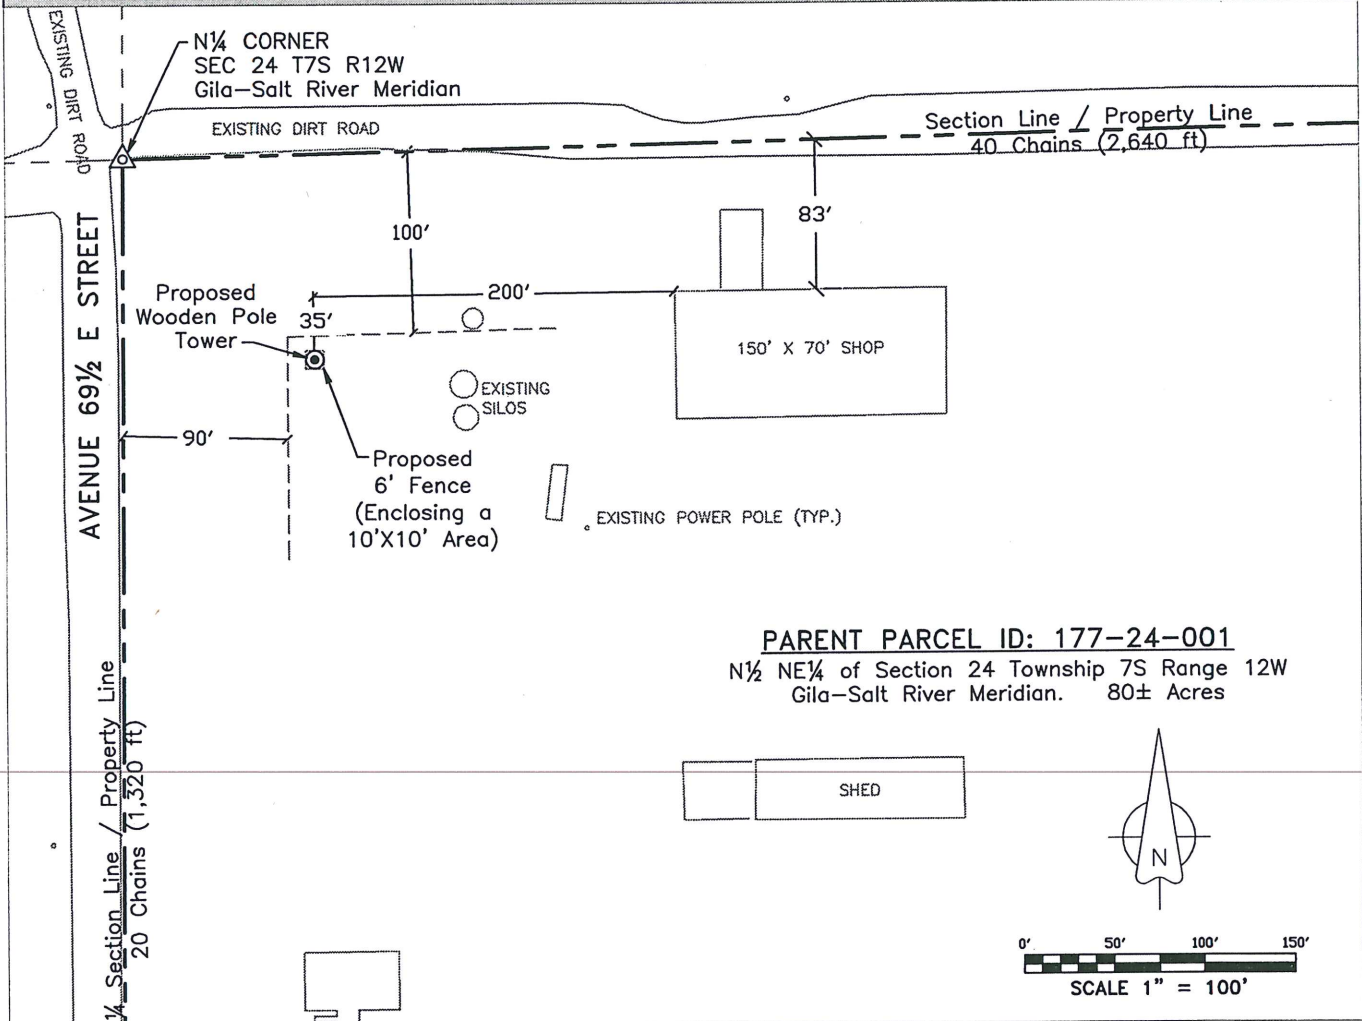 EXISTING DIRT ROAD
N¼ CORNER
SEC 24 T7S R12W
Gila-Salt River Meridian
EXISTING DIRT ROAD
Section Line / Property Line
40 Chains (2,640 ft)
83'
100'
AVENUE 69½ E STREET
Proposed
Wooden Pole
Tower
200'
35'
150' X 70' SHOP
EXISTING
SILOS
90'
Proposed
6' Fence
(Enclosing a
10'X10' Area)
EXISTING POWER POLE (TYP.)
PARENT PARCEL ID: 177-24-001
N½ NE¼ of Section 24 Township 7S Range 12W
Gila-Salt River Meridian. 80± Acres
¼ Section Line / Property Line
20 Chains (1,320 ft)
SHED
N
0' 50' 100' 150'
SCALE 1" = 100'